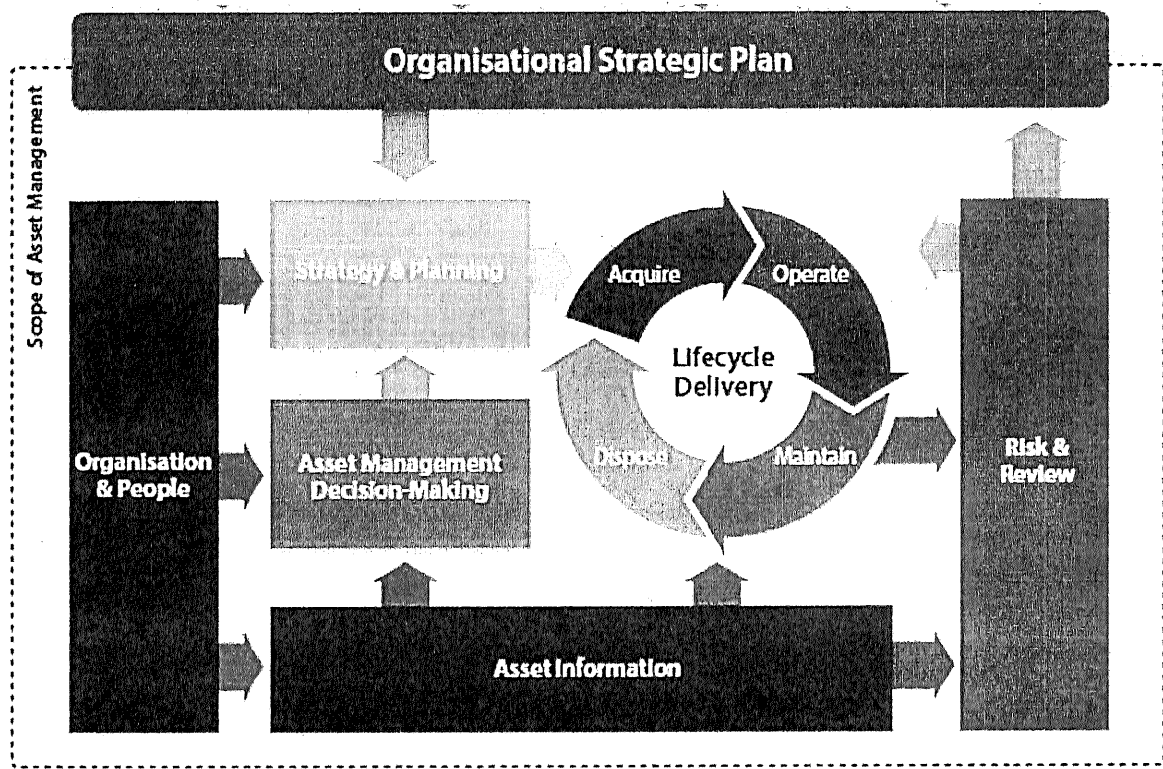 Organisational Strategic Plan
Scope of Asset Management
Strategy & Planning
Acquire
Operate
Lifecycle
Delivery
Dispose
Maintain
Organisation
& People
Asset Management
Decision-Making
Risk &
Review
Asset Information